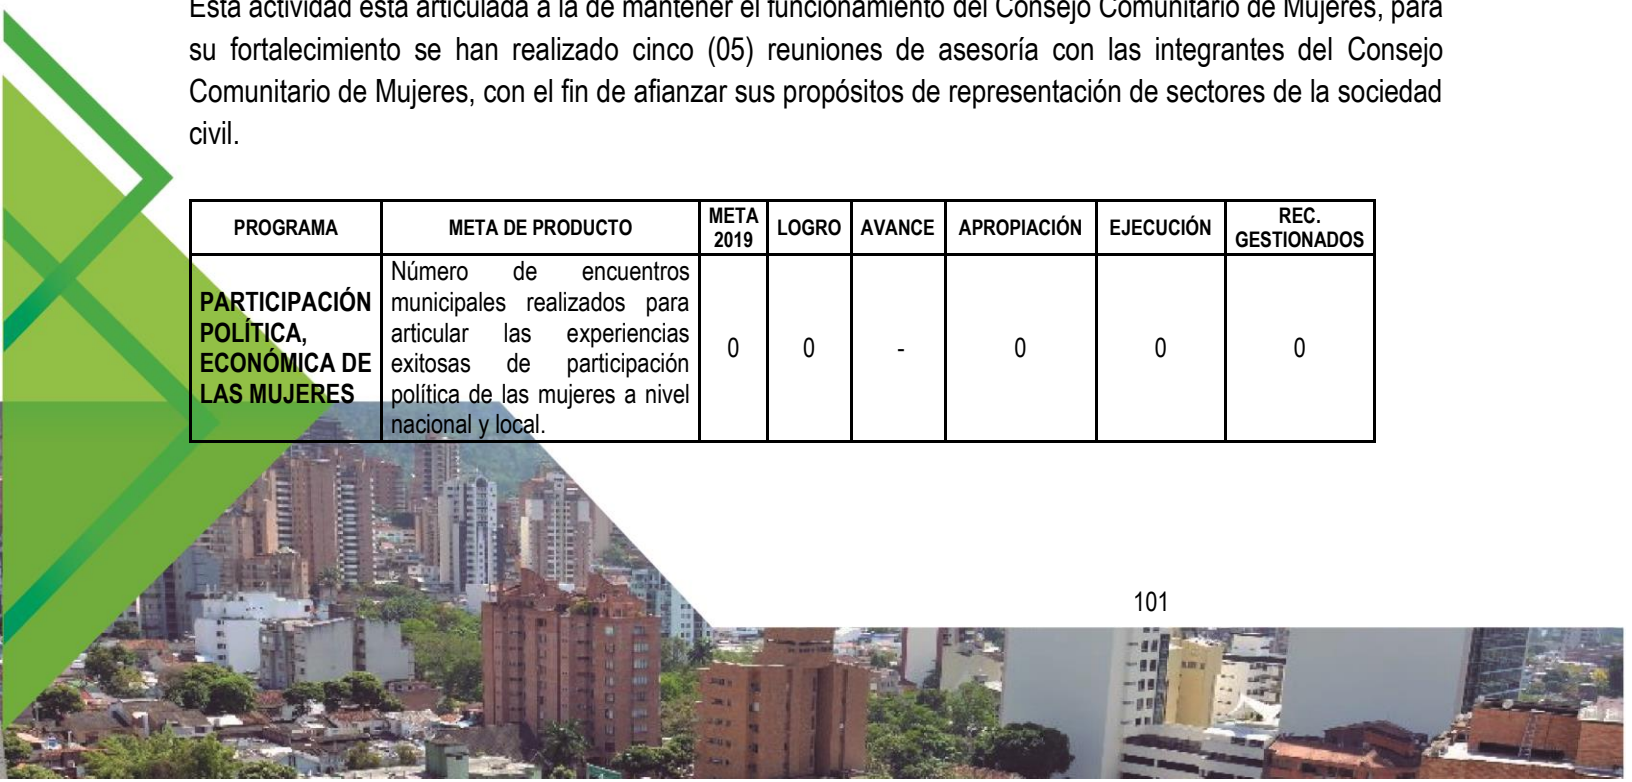 Esta actividad está articulada a la de mantener el funcionamiento del Consejo Comunitario de Mujeres, para
su fortalecimiento se han realizado cinco (05) reuniones de asesoría con las integrantes del Consejo
Comunitario de Mujeres, con el fin de afianzar sus propósitos de representación de sectores de la sociedad
civil.
PROGRAMA META DE PRODUCTO META 2019 LOGRO AVANCE APROPIACIÓN EJECUCIÓN REC. GESTIONADOS
PARTICIPACIÓN
POLÍTICA,
ECONÓMICA DE
LAS MUJERES
Número de encuentros
municipales realizados para
articular las experiencias
exitosas de participación
política de las mujeres a nivel
nacional y local.
0 0 - 0 0 0
101